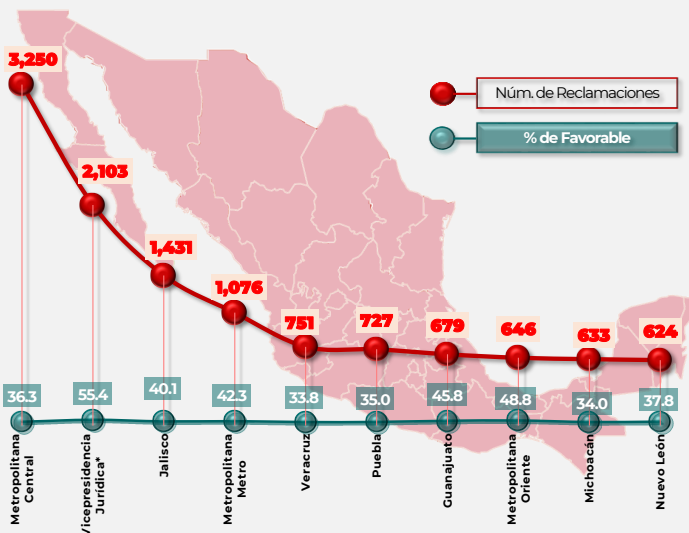 3,250
Núm. de Reclamaciones
% de Favorable
2,103
1,431
1,076
751
727
679
646
633
624
36.3
55.4
40.1
42.3
33.8
35.0
45.8
48.8
34.0
37.8
Metropolitana
Central
Vicepresidencia
Jurídica*
Jalisco
Metropolitana
Metro
Veracruz
Puebla
Guanajuato
Metropolitana
Oriente
Michoacán
Nuevo León